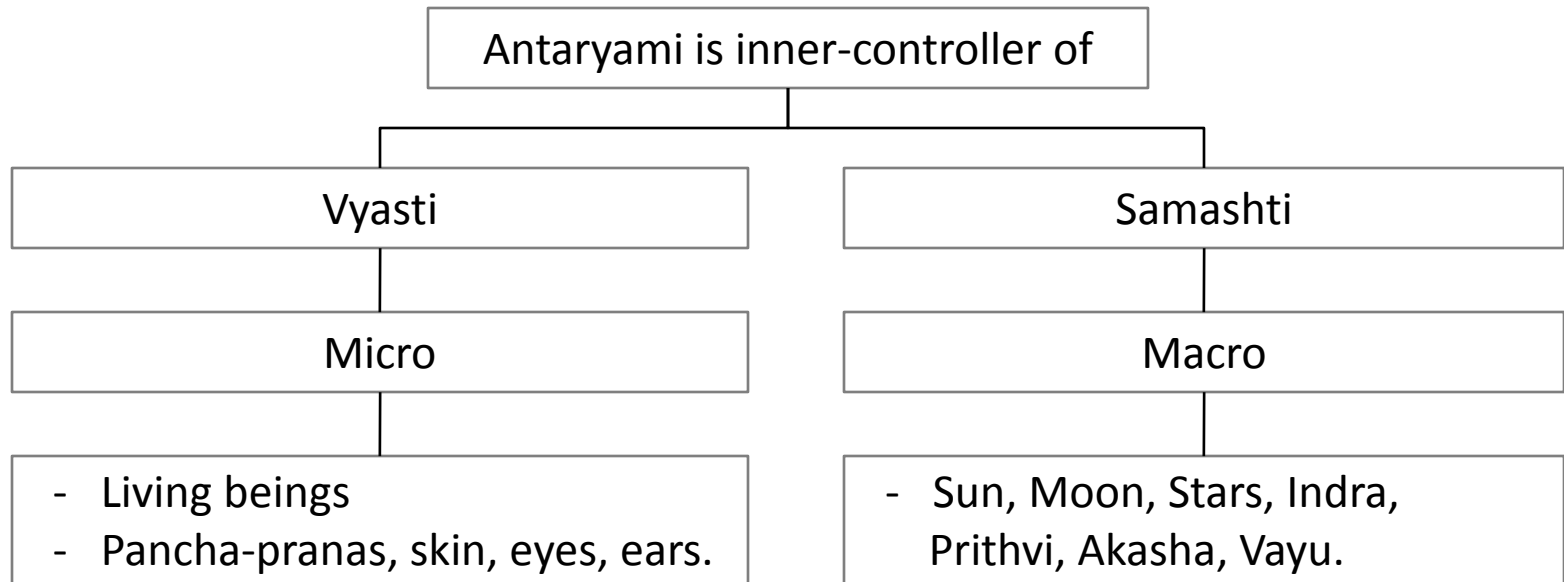 Antaryami is inner-controller of
Vyasti
Samashti
Micro
Macro
- Living beings
- Pancha-pranas, skin, eyes, ears.
- Sun, Moon, Stars, Indra,
Prithvi, Akasha, Vayu.